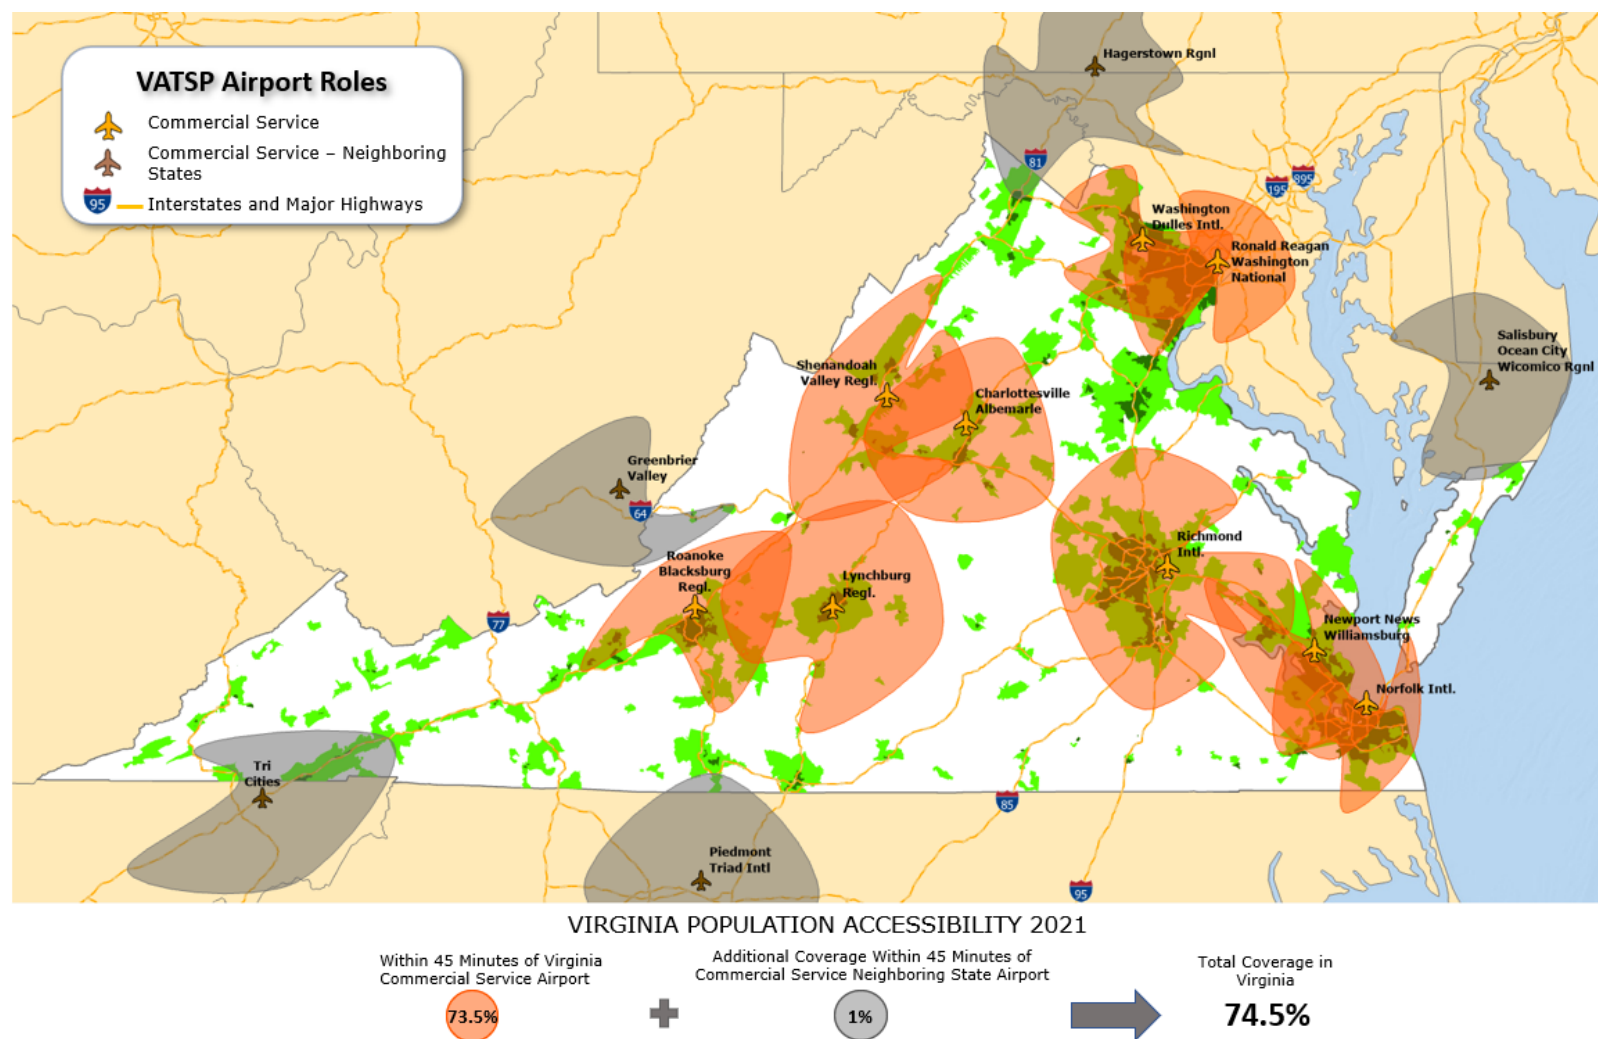 VATSP Airport Roles
Commercial Service
Commercial Service – Neighboring
States
95
Interstates and Major Highways
Hagerstown Rgnl
81
195
895
Washington
Dulles Intl.
Ronald Reagan
Washington
National
Salisbury
Ocean City
Wicomico Rgnl
Shenandoah
Valley Regl.
Charlottesville
Albemarle
Greenbrier
Valley
64
Richmond
Intl.
Roanoke
Blacksburg
Regl.
Lynchburg
Regl.
77
Newport News
Williamsburg
Norfolk Intl.
Tri
Cities
85
Piedmont
Triad Intl
95
VIRGINIA POPULATION ACCESSIBILITY 2021
Within 45 Minutes of Virginia
Commercial Service Airport
73.5%
Additional Coverage Within 45 Minutes of
Commercial Service Neighboring State Airport
1%
Total Coverage in
Virginia
74.5%